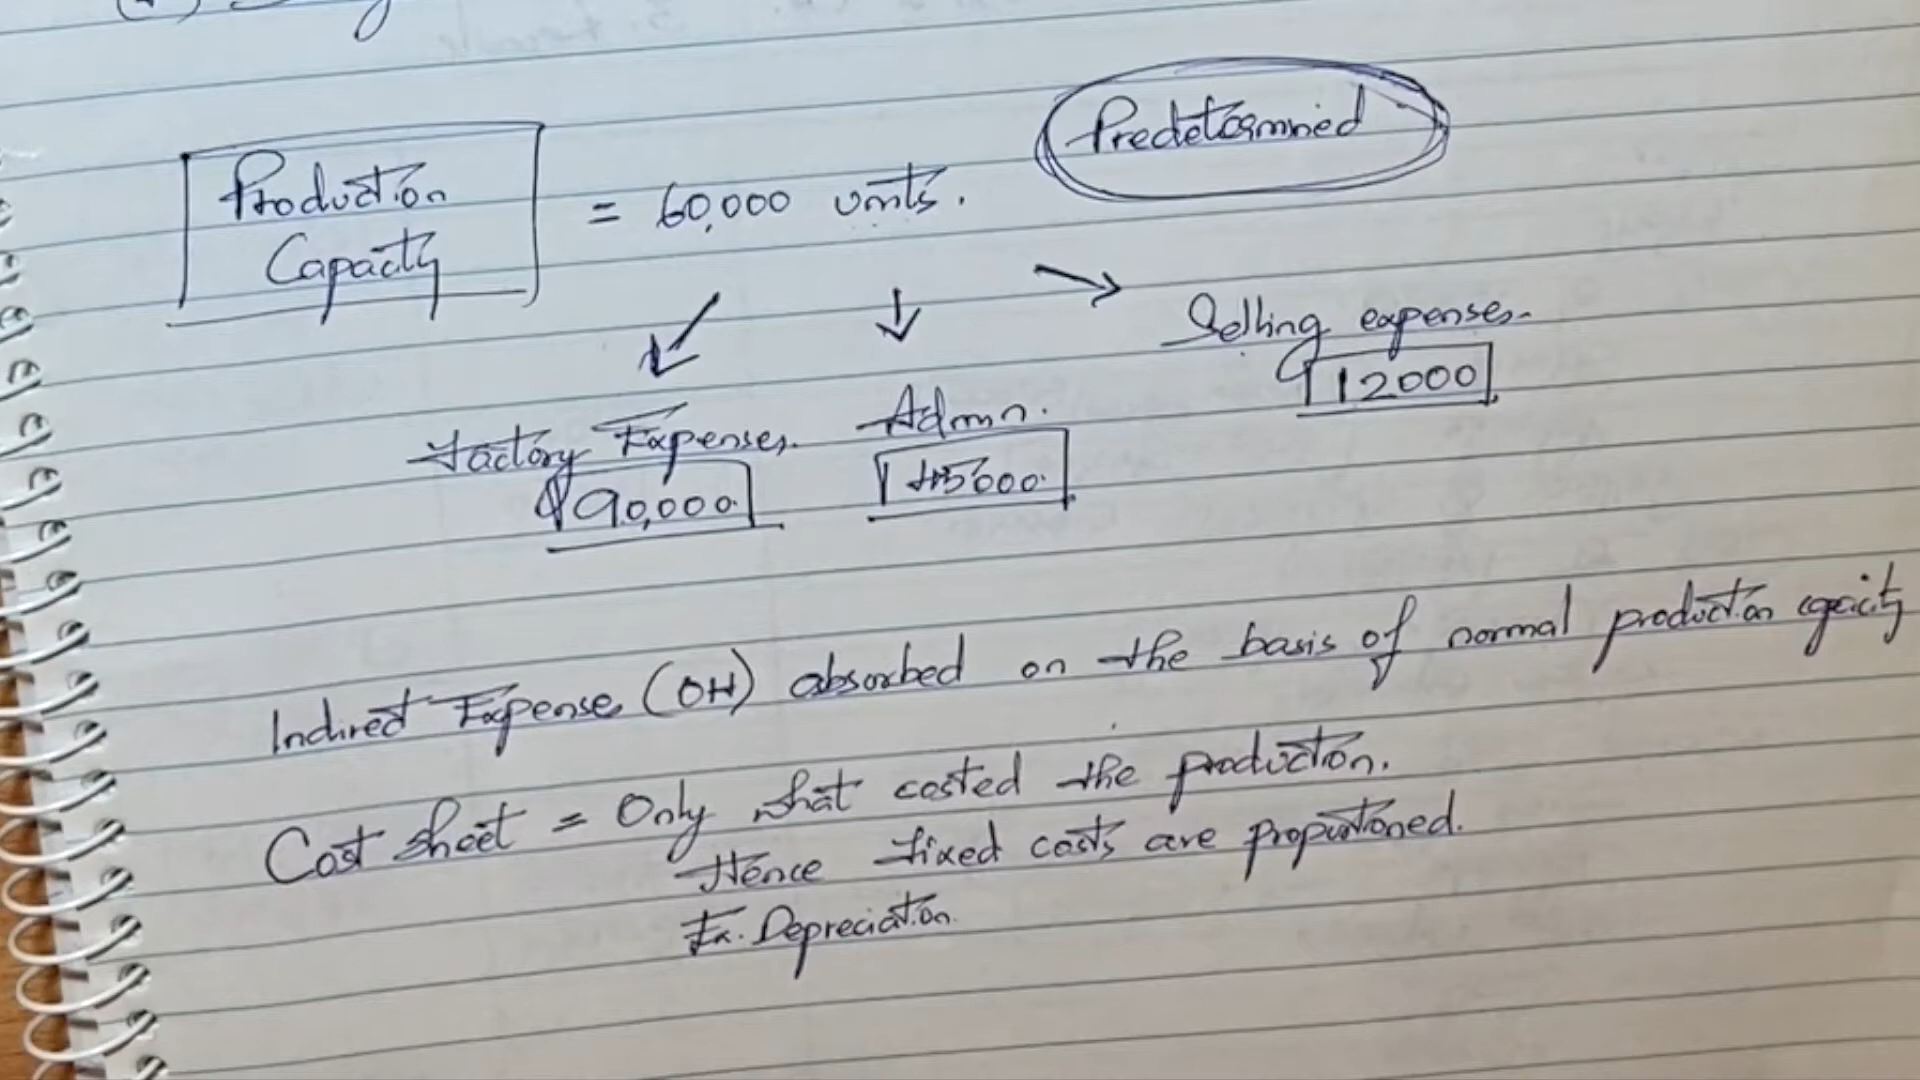 Predetermined
Production
Capacity
= 60,000 units.
Selling expenses.
12000
Factory Expenses.
90,000.
Admn.
Indirect Expenses (OH) absorbed on the basis of normal production capacity
Cost sheet = Only what costed the production.
Hence fixed costs are proportioned.
Ex. Depreciation.